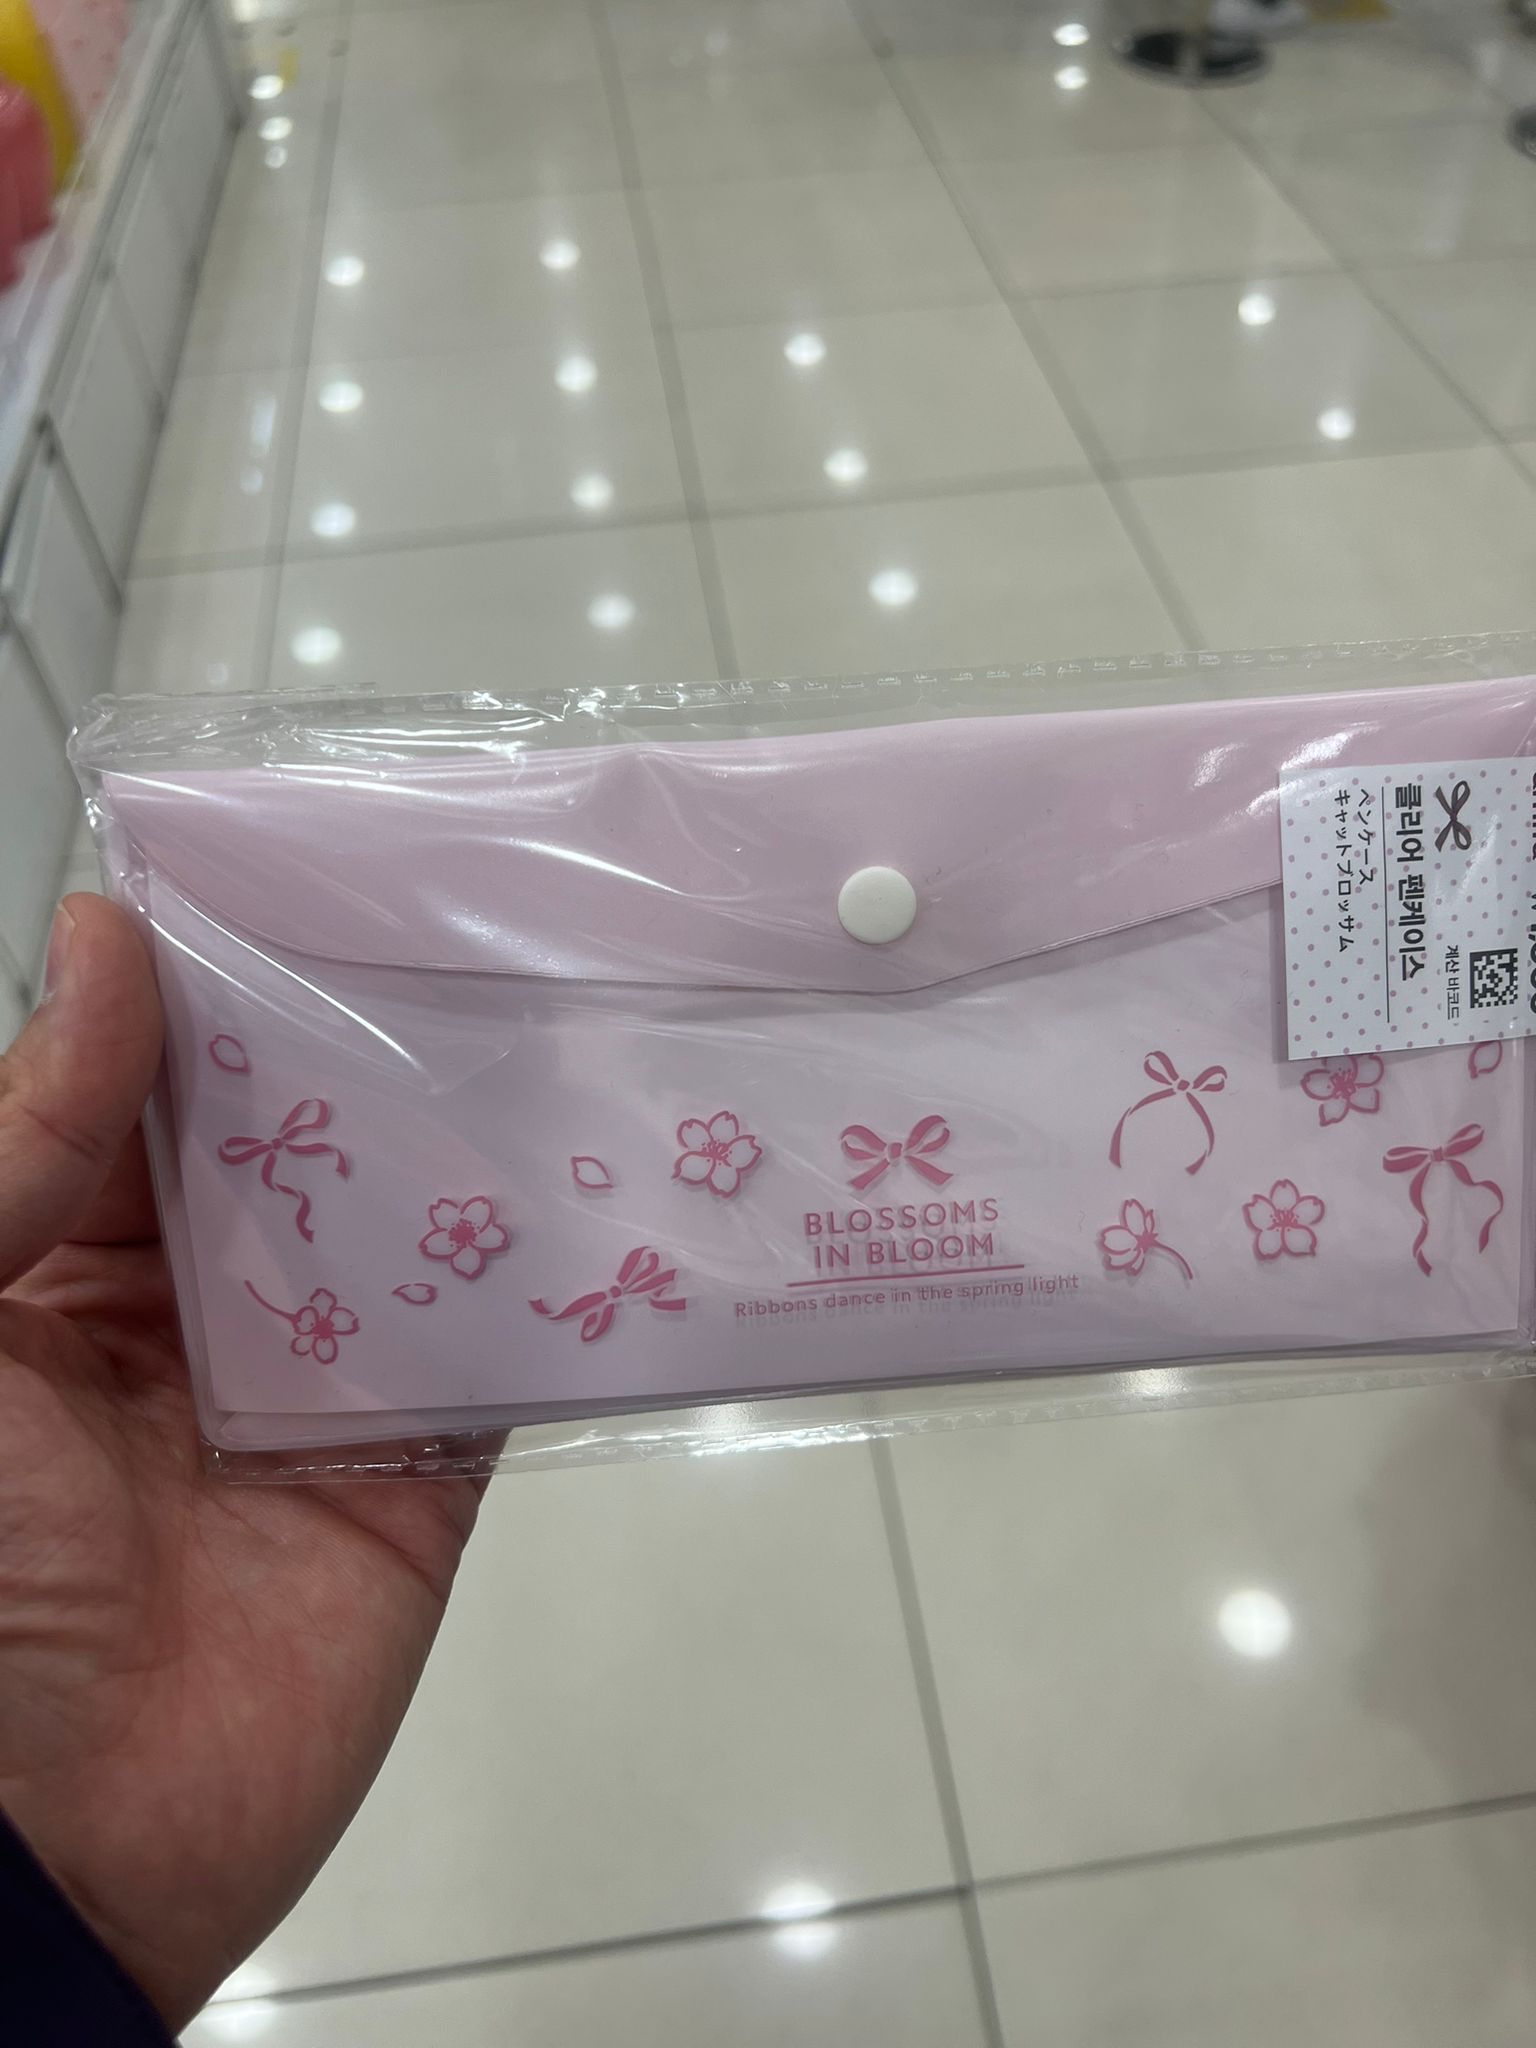 BLOSSOMS
IN BLOOM
Ribbons dance in the spring light
클리어 펜케이스
ペンケース
キャットブロッサム
계산 바코드